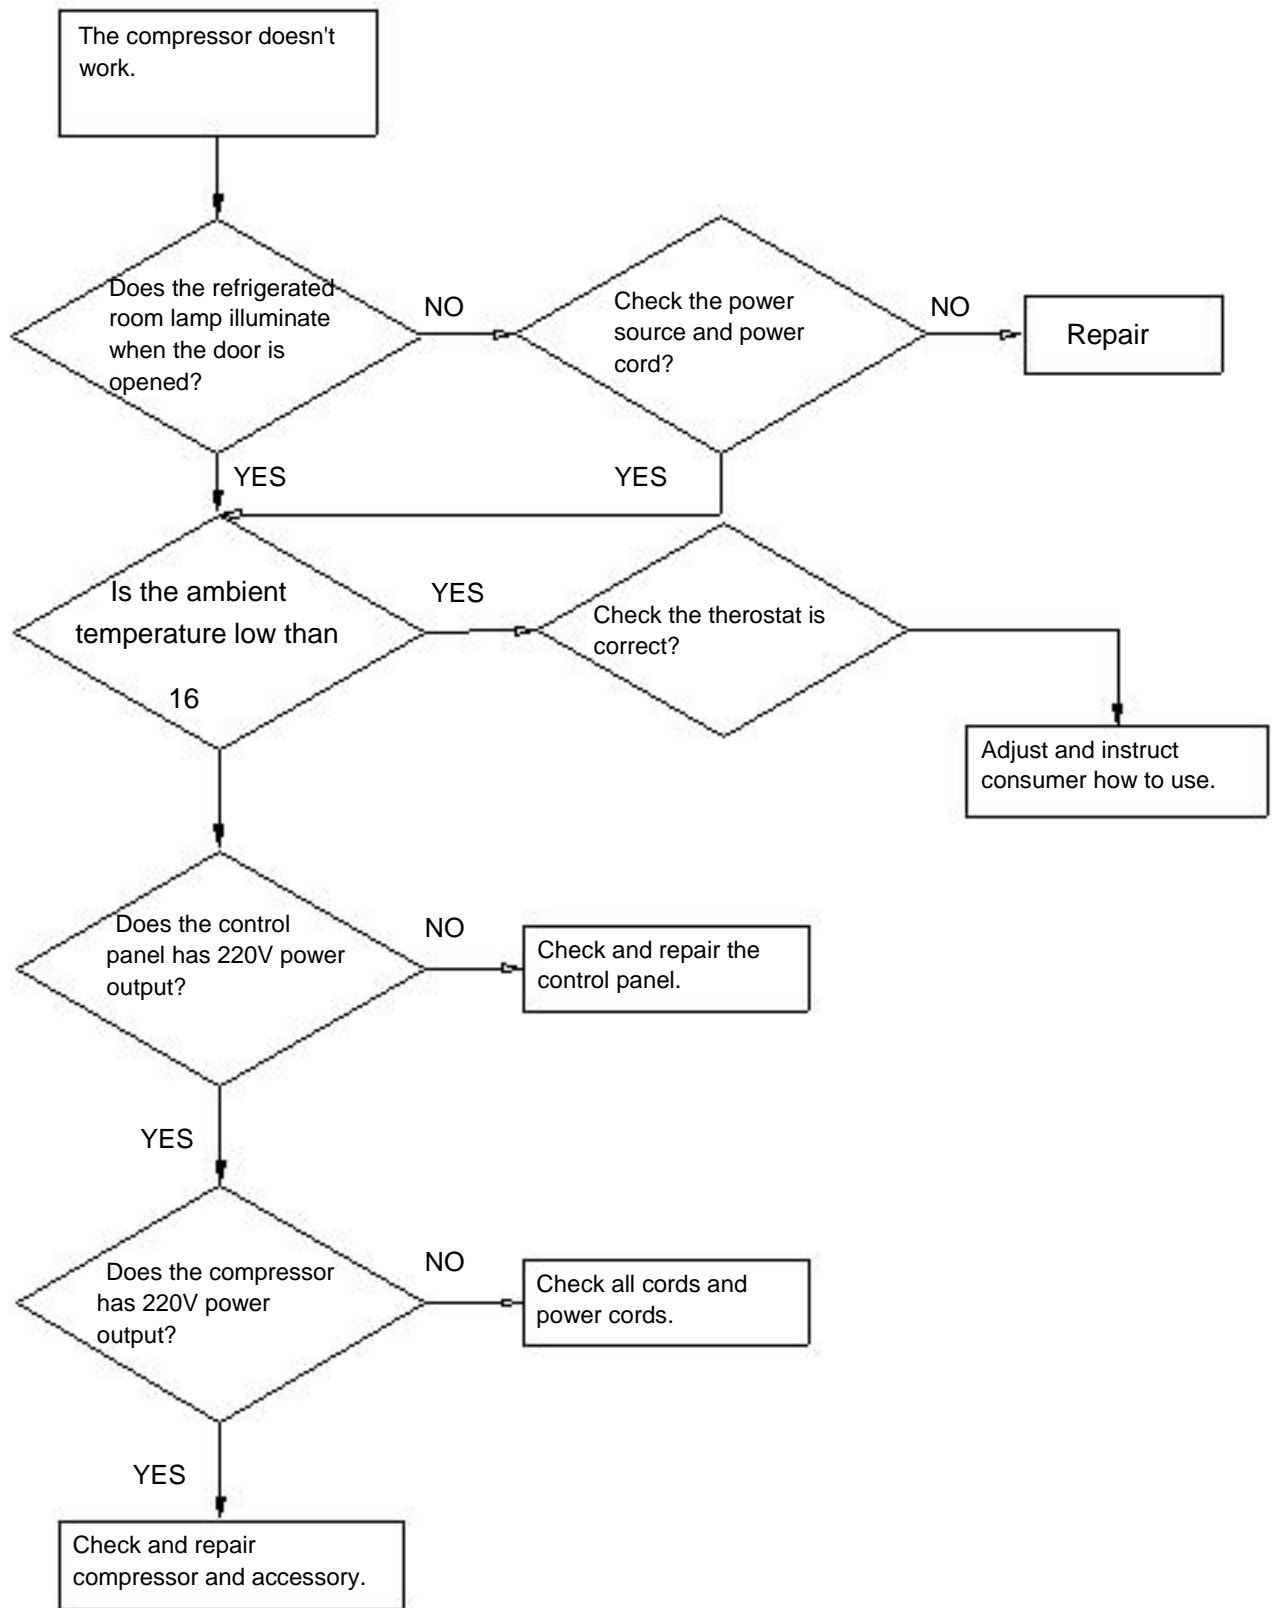 The compressor doesn't
work.
Does the refrigerated
room lamp illuminate
when the door is
opened?
NO
Check the power
source and power
cord?
NO
Repair
YES
YES
Is the ambient
temperature low than
16
YES
Check the therostat is
correct?
Adjust and instruct
consumer how to use.
Does the control
panel has 220V power
output?
NO
Check and repair the
control panel.
YES
Does the compressor
has 220V power
output?
NO
Check all cords and
power cords.
YES
Check and repair
compressor and accessory.